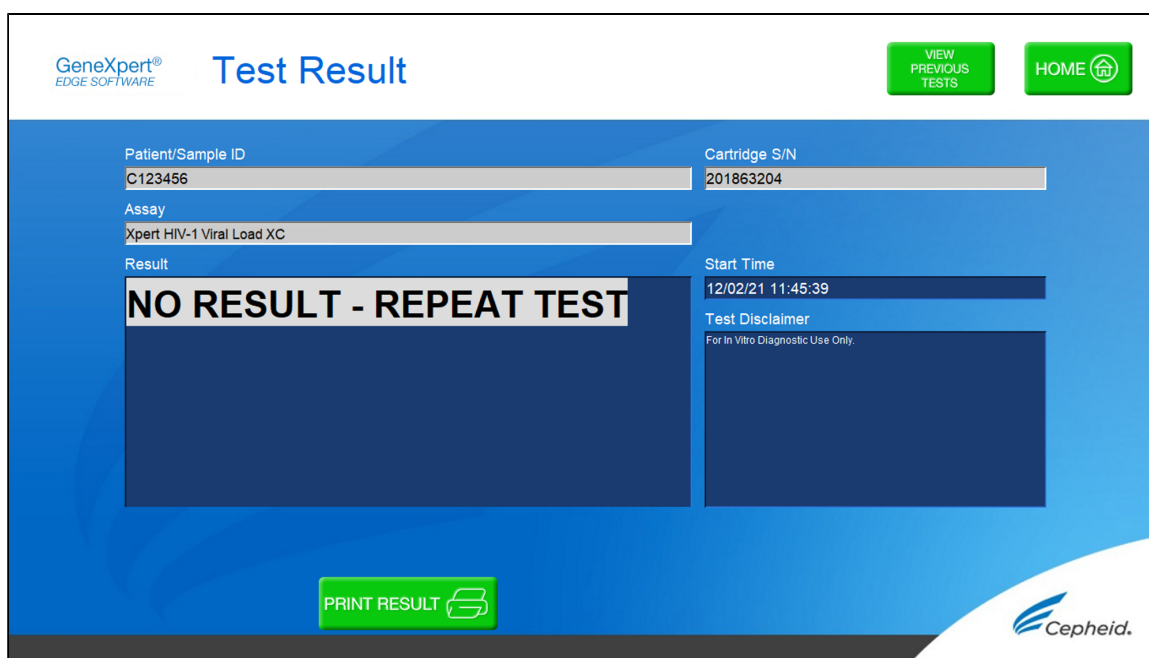 GeneXpert®
EDGE SOFTWARE
Test Result
VIEW
PREVIOUS
TESTS
HOME
Patient/Sample ID
C123456
Cartridge S/N
201863204
Assay
Xpert HIV-1 Viral Load XC
Result
NO RESULT - REPEAT TEST
Start Time
12/02/21 11:45:39
Test Disclaimer
For In Vitro Diagnostic Use Only.
PRINT RESULT
Cepheid.